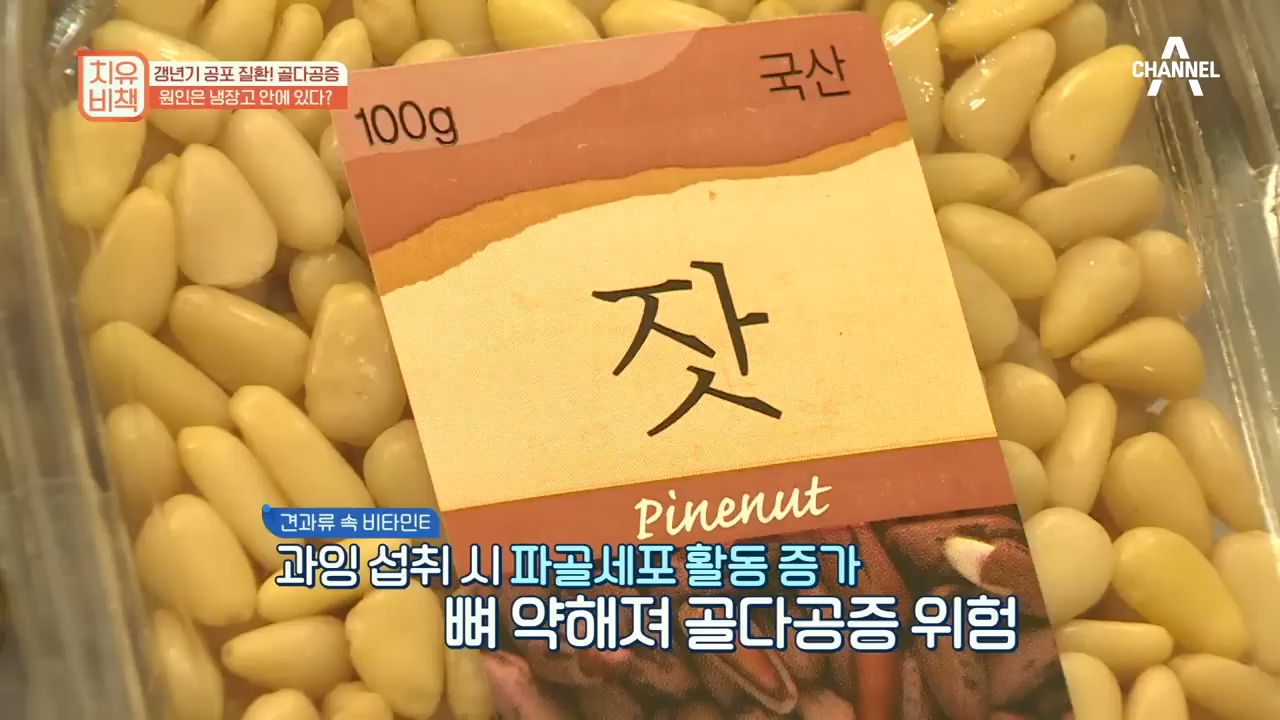 치유
비책
갱년기 공포 질환! 골다공증
원인은 냉장고 안에 있다?
CHANNEL A
100g
국산
잣
Pinenut
견과류 속 비타민E
과잉 섭취 시 파골세포 활동 증가
뼈 약해져 골다공증 위험